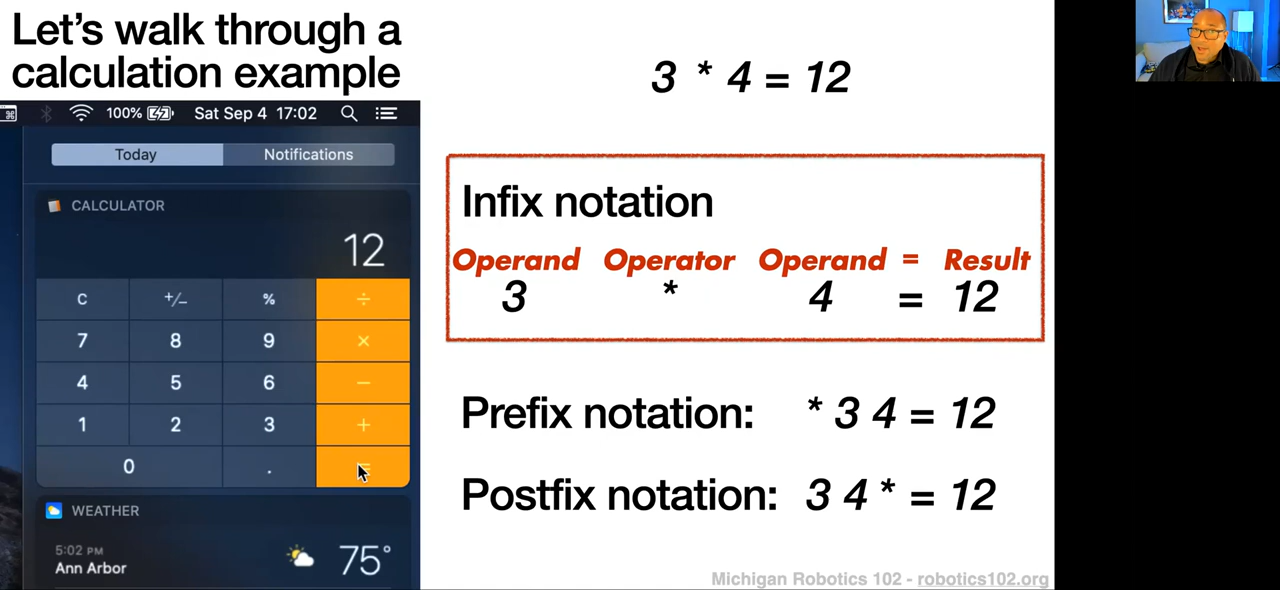 Let's walk through a
calculation example
100% Sat Sep 4 17:02
Today Notifications
CALCULATOR
12
C +/− % ÷
7 8 9 ×
4 5 6 −
1 2 3 +
0 . =
WEATHER
5:02 PM
Ann Arbor
75°
3 * 4 = 12
Infix notation
Operand Operator Operand = Result
3 * 4 = 12
Prefix notation: * 3 4 = 12
Postfix notation: 3 4 * = 12
Michigan Robotics 102 - robotics102.org